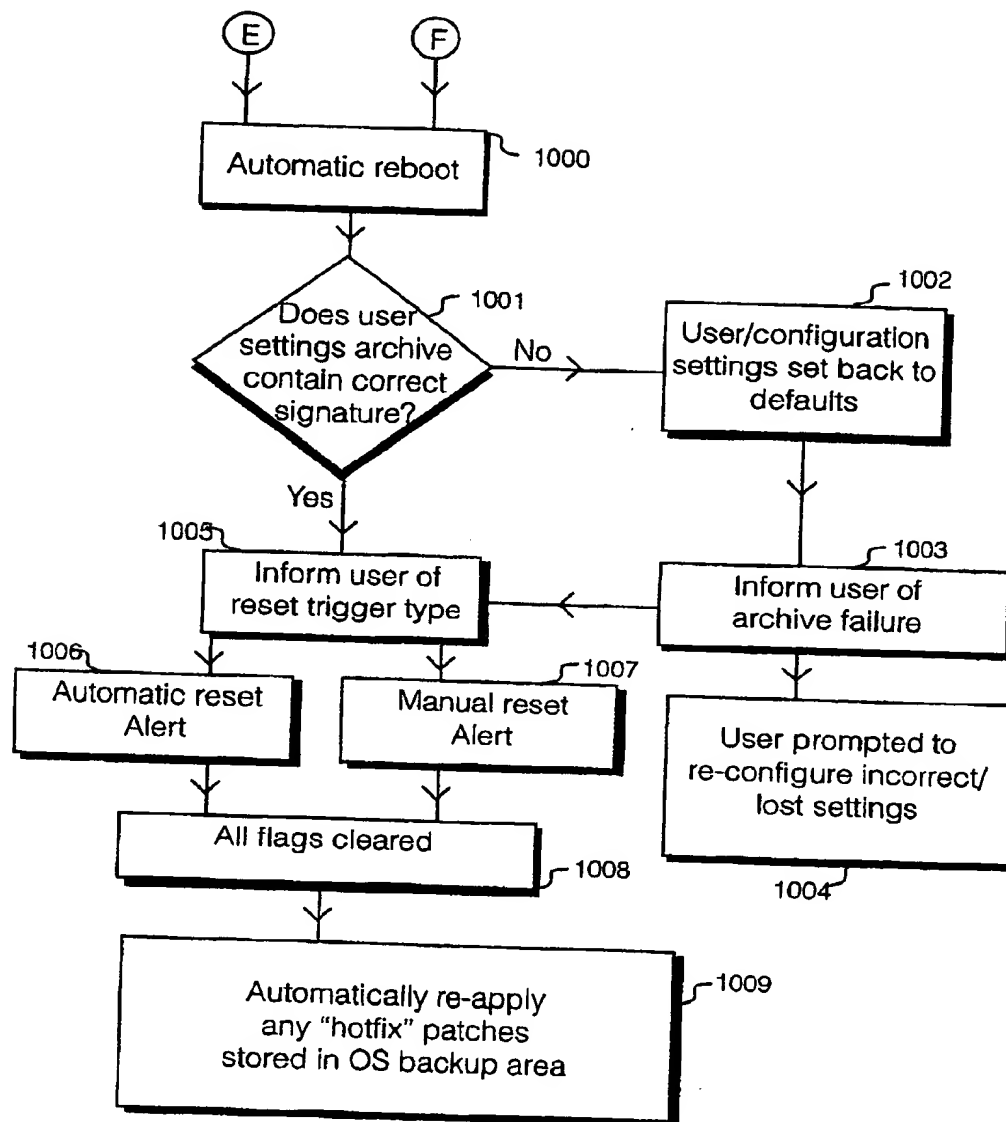 E
F
Automatic reboot
1000
Does user
settings archive
contain correct
signature?
1001
No
1002
User/configuration
settings set back to
defaults
Yes
1005
Inform user of
reset trigger type
1003
Inform user of
archive failure
1006
Automatic reset
Alert
1007
Manual reset
Alert
User prompted to
re-configure incorrect/
lost settings
1004
All flags cleared
1008
Automatically re-apply
any “hotfix” patches
stored in OS backup area
1009